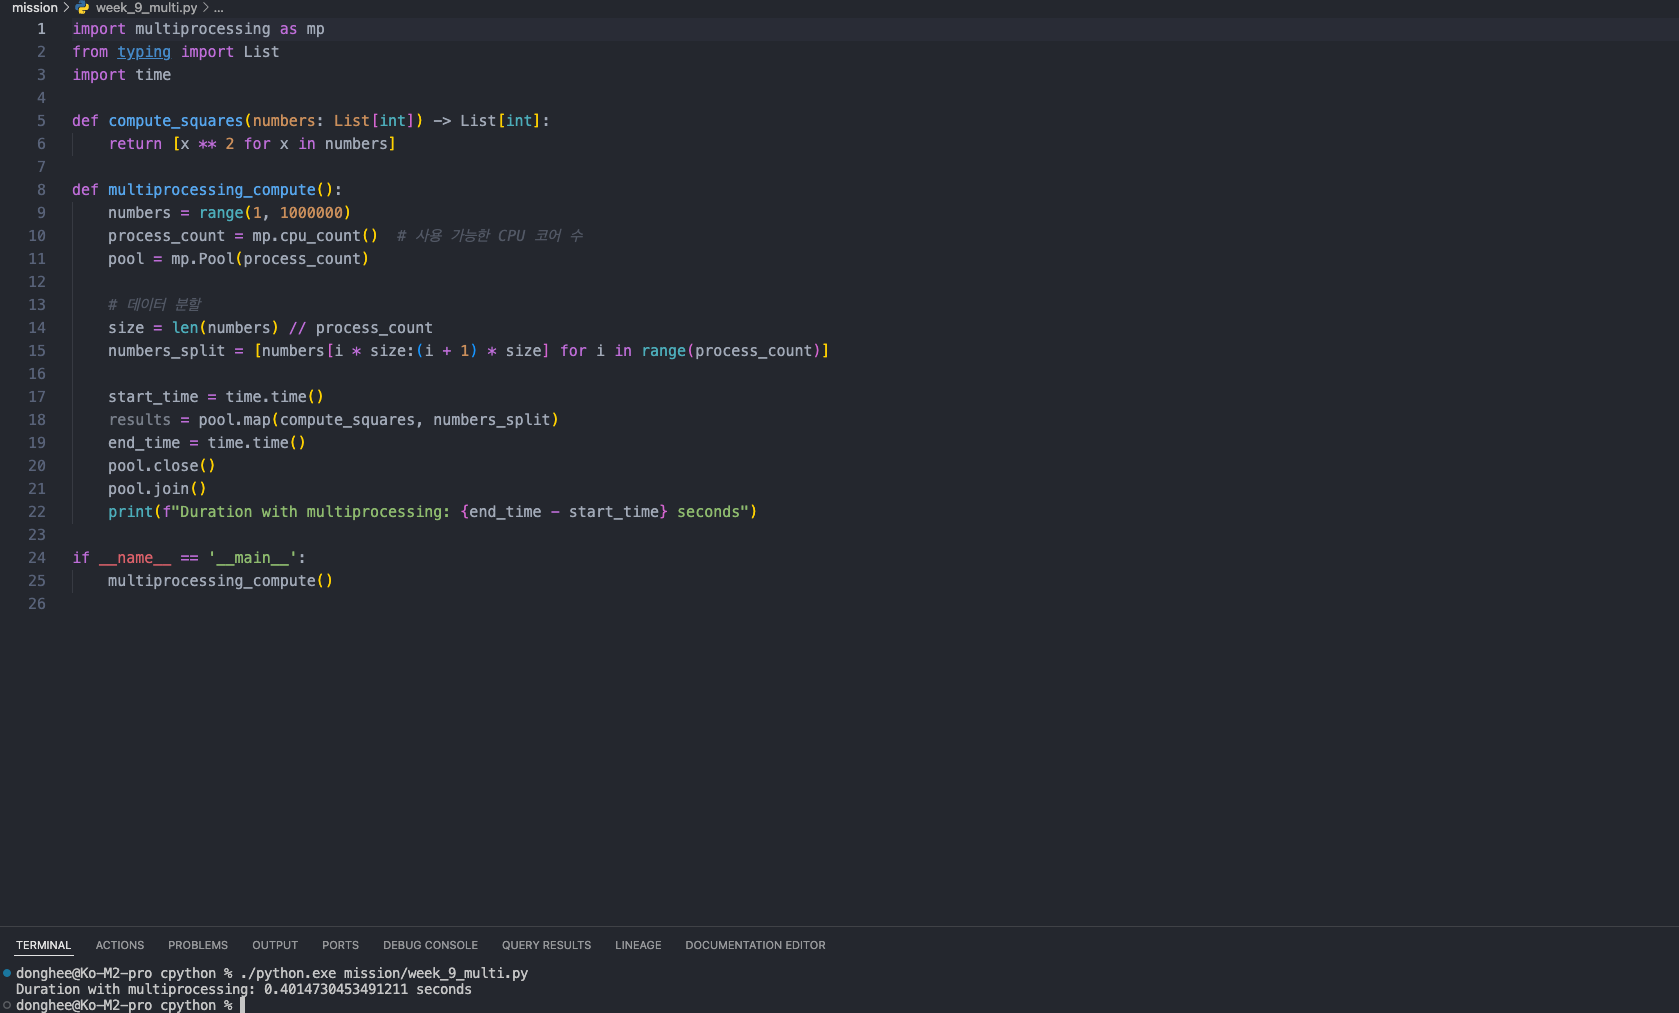 mission > week_9_multi.py > ...
1 import multiprocessing as mp
2 from typing import List
3 import time
4
5 def compute_squares(numbers: List[int]) -> List[int]:
6     return [x ** 2 for x in numbers]
7
8 def multiprocessing_compute():
9     numbers = range(1, 1000000)
10     process_count = mp.cpu_count()  # 사용 가능한 CPU 코어 수
11     pool = mp.Pool(process_count)
12
13     # 데이터 분할
14     size = len(numbers) // process_count
15     numbers_split = [numbers[i * size:(i + 1) * size] for i in range(process_count)]
16
17     start_time = time.time()
18     results = pool.map(compute_squares, numbers_split)
19     end_time = time.time()
20     pool.close()
21     pool.join()
22     print(f"Duration with multiprocessing: {end_time - start_time} seconds")
23
24 if __name__ == '__main__':
25     multiprocessing_compute()
26
TERMINAL ACTIONS PROBLEMS OUTPUT PORTS DEBUG CONSOLE QUERY RESULTS LINEAGE DOCUMENTATION EDITOR
donghee@Ko-M2-pro cpython % ./python.exe mission/week_9_multi.py
Duration with multiprocessing: 0.4014730453491211 seconds
donghee@Ko-M2-pro cpython %